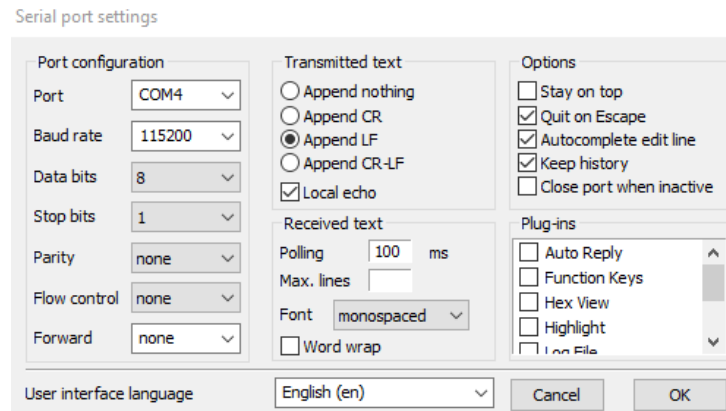 Serial port settings
Port configuration
Port COM4
Baud rate 115200
Data bits 8
Stop bits 1
Parity none
Flow control none
Forward none
Transmitted text
Append nothing
Append CR
Append LF
Append CR-LF
Local echo
Received text
Polling 100 ms
Max. lines
Font monospaced
Word wrap
Options
Stay on top
Quit on Escape
Autocomplete edit line
Keep history
Close port when inactive
Plug-ins
Auto Reply
Function Keys
Hex View
Highlight
Log File
User interface language English (en) Cancel OK